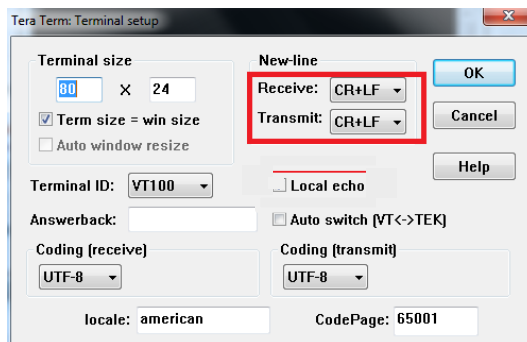 Tera Term: Terminal setup
Terminal size
80 X 24
Term size = win size
Auto window resize
New-line
Receive: CR+LF
Transmit: CR+LF
OK
Cancel
Help
Terminal ID: VT100
Local echo
Answerback:
Auto switch (VT<->TEK)
Coding (receive)
UTF-8
Coding (transmit)
UTF-8
locale: american
CodePage: 65001